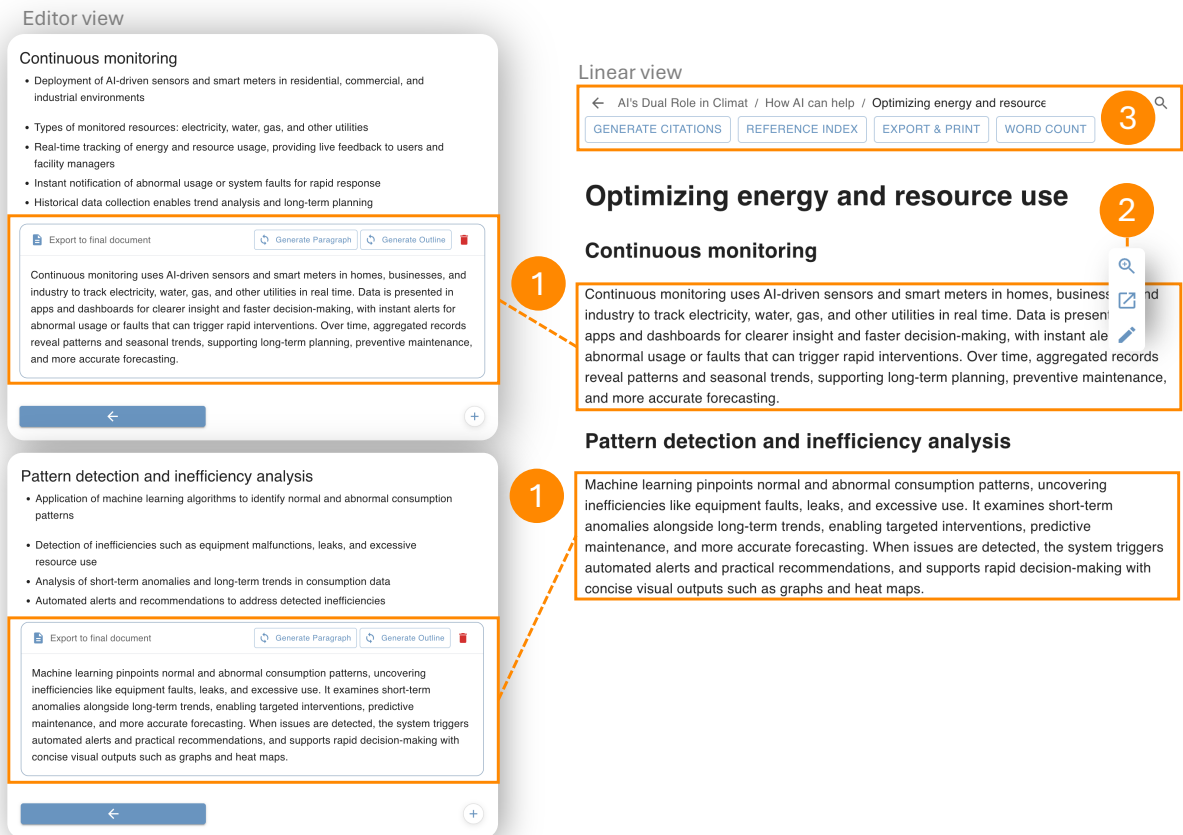 Editor view
Continuous monitoring
• Deployment of AI-driven sensors and smart meters in residential, commercial, and
industrial environments
• Types of monitored resources: electricity, water, gas, and other utilities
• Real-time tracking of energy and resource usage, providing live feedback to users and
facility managers
• Instant notification of abnormal usage or system faults for rapid response
• Historical data collection enables trend analysis and long-term planning
Export to final document Generate Paragraph Generate Outline
Continuous monitoring uses AI-driven sensors and smart meters in homes, businesses, and
industry to track electricity, water, gas, and other utilities in real time. Data is presented in
apps and dashboards for clearer insight and faster decision-making, with instant alerts for
abnormal usage or faults that can trigger rapid interventions. Over time, aggregated records
reveal patterns and seasonal trends, supporting long-term planning, preventive maintenance,
and more accurate forecasting.
Pattern detection and inefficiency analysis
• Application of machine learning algorithms to identify normal and abnormal consumption
patterns
• Detection of inefficiencies such as equipment malfunctions, leaks, and excessive
resource use
• Analysis of short-term anomalies and long-term trends in consumption data
• Automated alerts and recommendations to address detected inefficiencies
Export to final document Generate Paragraph Generate Outline
Machine learning pinpoints normal and abnormal consumption patterns, uncovering
inefficiencies like equipment faults, leaks, and excessive use. It examines short-term
anomalies alongside long-term trends, enabling targeted interventions, predictive
maintenance, and more accurate forecasting. When issues are detected, the system triggers
automated alerts and practical recommendations, and supports rapid decision-making with
concise visual outputs such as graphs and heat maps.
1
1
Linear view
AI's Dual Role in Climat / How AI can help / Optimizing energy and resource
GENERATE CITATIONS REFERENCE INDEX EXPORT & PRINT WORD COUNT
3
Optimizing energy and resource use
2
Continuous monitoring
Continuous monitoring uses AI-driven sensors and smart meters in homes, business nd
industry to track electricity, water, gas, and other utilities in real time. Data is present
apps and dashboards for clearer insight and faster decision-making, with instant ale
abnormal usage or faults that can trigger rapid interventions. Over time, aggregated records
reveal patterns and seasonal trends, supporting long-term planning, preventive maintenance,
and more accurate forecasting.
Pattern detection and inefficiency analysis
Machine learning pinpoints normal and abnormal consumption patterns, uncovering
inefficiencies like equipment faults, leaks, and excessive use. It examines short-term
anomalies alongside long-term trends, enabling targeted interventions, predictive
maintenance, and more accurate forecasting. When issues are detected, the system triggers
automated alerts and practical recommendations, and supports rapid decision-making with
concise visual outputs such as graphs and heat maps.